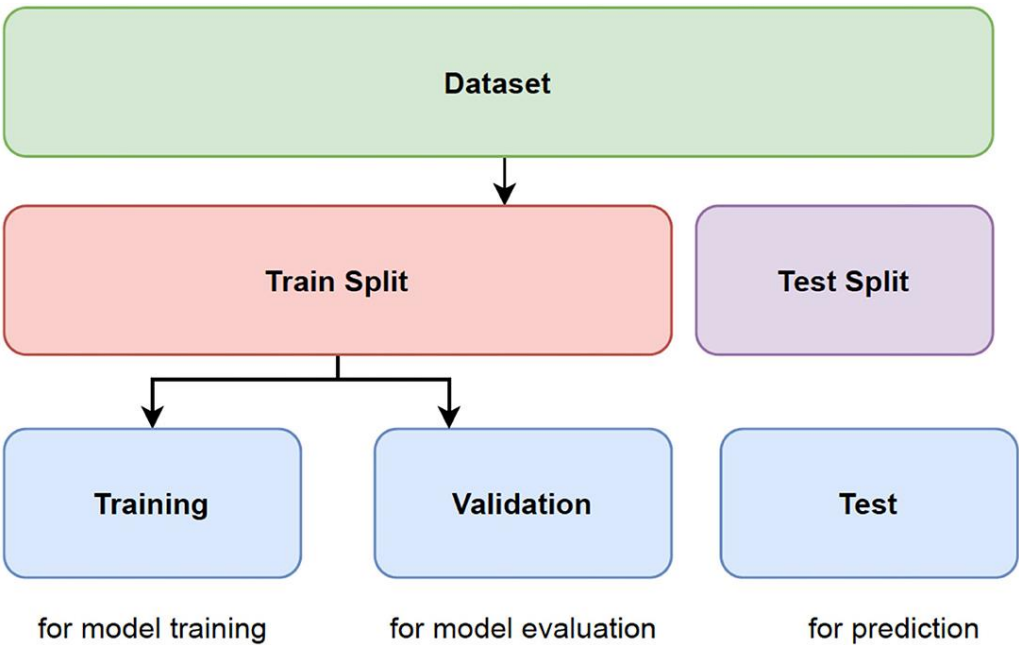 Dataset
Train Split
Test Split
Training
Validation
Test
for model training
for model evaluation
for prediction